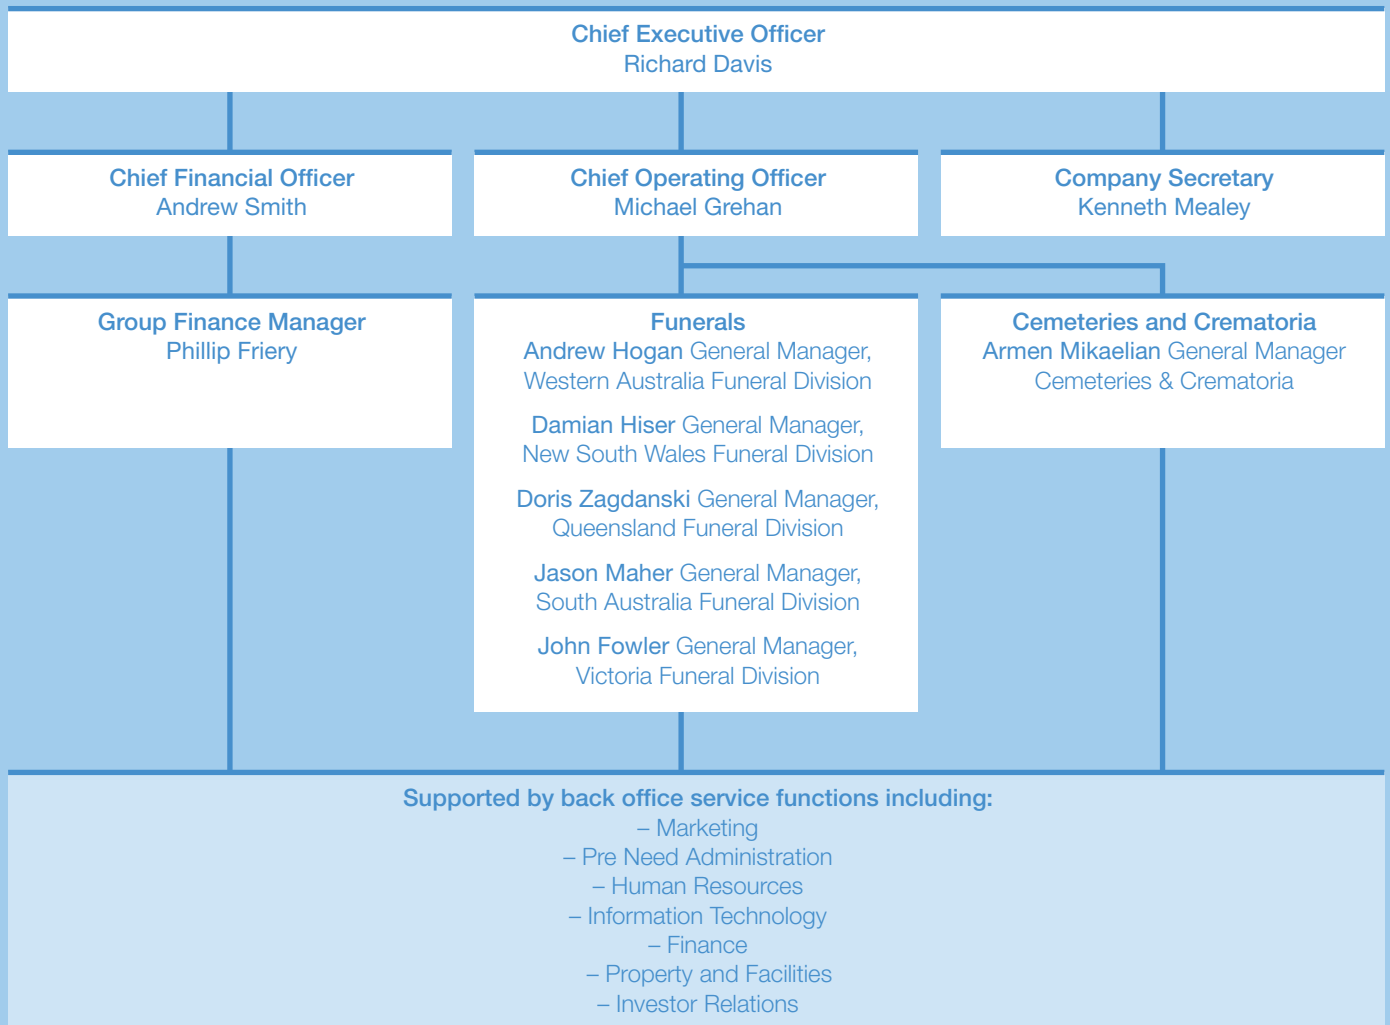 Chief Executive Officer
Richard Davis
Chief Financial Officer
Andrew Smith
Chief Operating Officer
Michael Grehan
Company Secretary
Kenneth Mealey
Group Finance Manager
Phillip Friery
Funerals
Andrew Hogan General Manager,
Western Australia Funeral Division
Damian Hiser General Manager,
New South Wales Funeral Division
Doris Zagdanski General Manager,
Queensland Funeral Division
Jason Maher General Manager,
South Australia Funeral Division
John Fowler General Manager,
Victoria Funeral Division
Cemeteries and Crematoria
Armen Mikaelian General Manager
Cemeteries & Crematoria
Supported by back office service functions including:
– Marketing
– Pre Need Administration
– Human Resources
– Information Technology
– Finance
– Property and Facilities
– Investor Relations